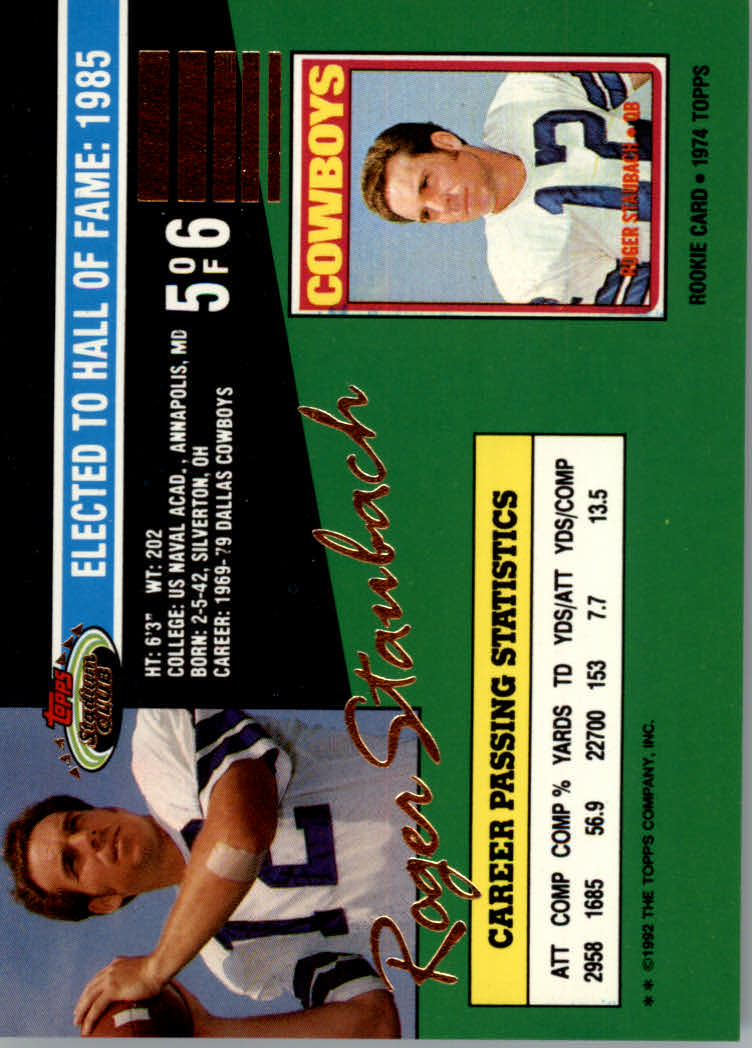 ELECTED TO HALL OF FAME: 1985
TOPPS
Stadium
CLUB
HT: 6'3" WT: 202
COLLEGE: US NAVAL ACAD., ANNAPOLIS, MD
BORN: 2-5-42, SILVERTON, OH
CAREER: 1969-79 DALLAS COWBOYS
5 OF 6
COWBOYS
12
ROGER STAUBACH • QB
ROOKIE CARD • 1974 TOPPS
12
Roger Staubach
CAREER PASSING STATISTICS
ATT COMP COMP% YARDS TD YDS/ATT YDS/COMP
2958 1685 56.9 22700 153 7.7 13.5
** ©1992 THE TOPPS COMPANY, INC.